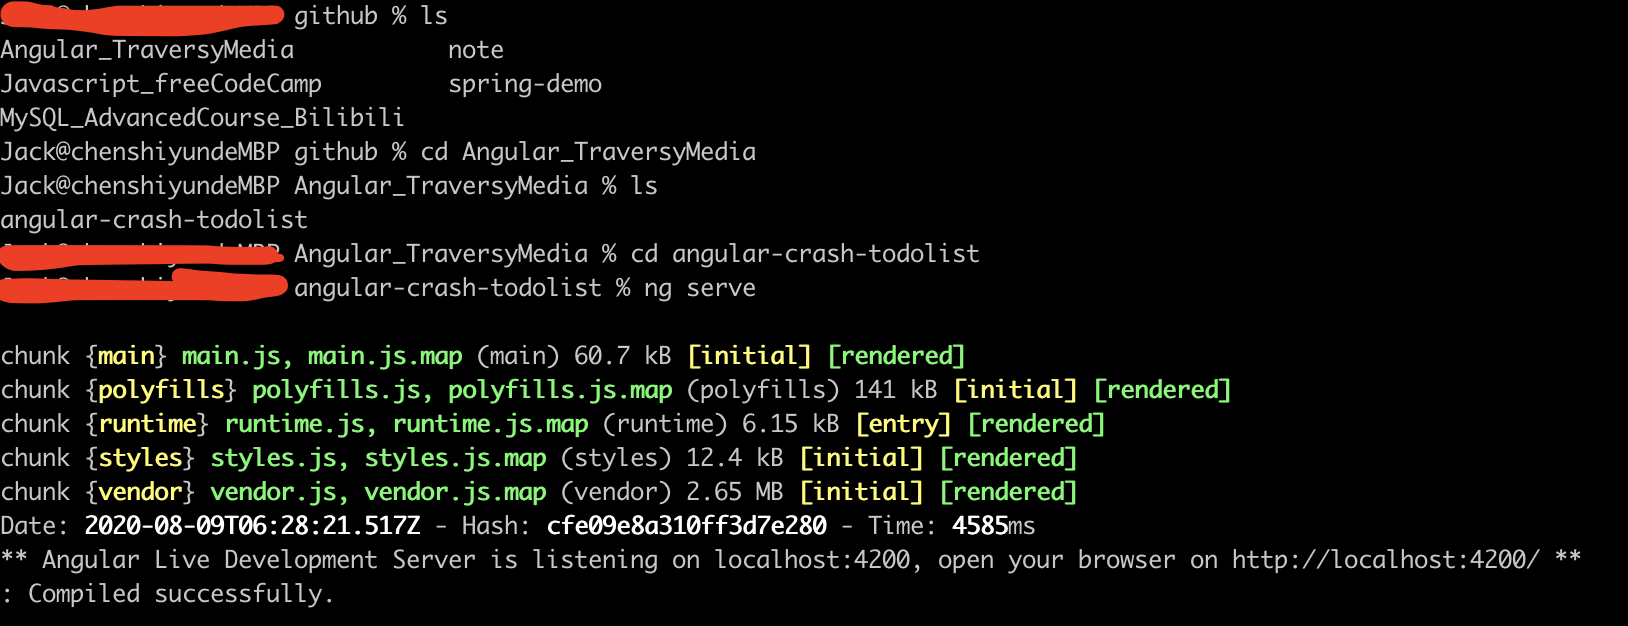 github % ls
Angular_TraversyMedia note
Javascript_freeCodeCamp spring-demo
MySQL_AdvancedCourse_Bilibili
Jack@chenshiyundeMBP github % cd Angular_TraversyMedia
Jack@chenshiyundeMBP Angular_TraversyMedia % ls
angular-crash-todolist
Angular_TraversyMedia % cd angular-crash-todolist
angular-crash-todolist % ng serve
chunk {main} main.js, main.js.map (main) 60.7 kB [initial] [rendered]
chunk {polyfills} polyfills.js, polyfills.js.map (polyfills) 141 kB [initial] [rendered]
chunk {runtime} runtime.js, runtime.js.map (runtime) 6.15 kB [entry] [rendered]
chunk {styles} styles.js, styles.js.map (styles) 12.4 kB [initial] [rendered]
chunk {vendor} vendor.js, vendor.js.map (vendor) 2.65 MB [initial] [rendered]
Date: 2020-08-09T06:28:21.517Z - Hash: cfe09e8a310ff3d7e280 - Time: 4585ms
** Angular Live Development Server is listening on localhost:4200, open your browser on http://localhost:4200/ **
: Compiled successfully.